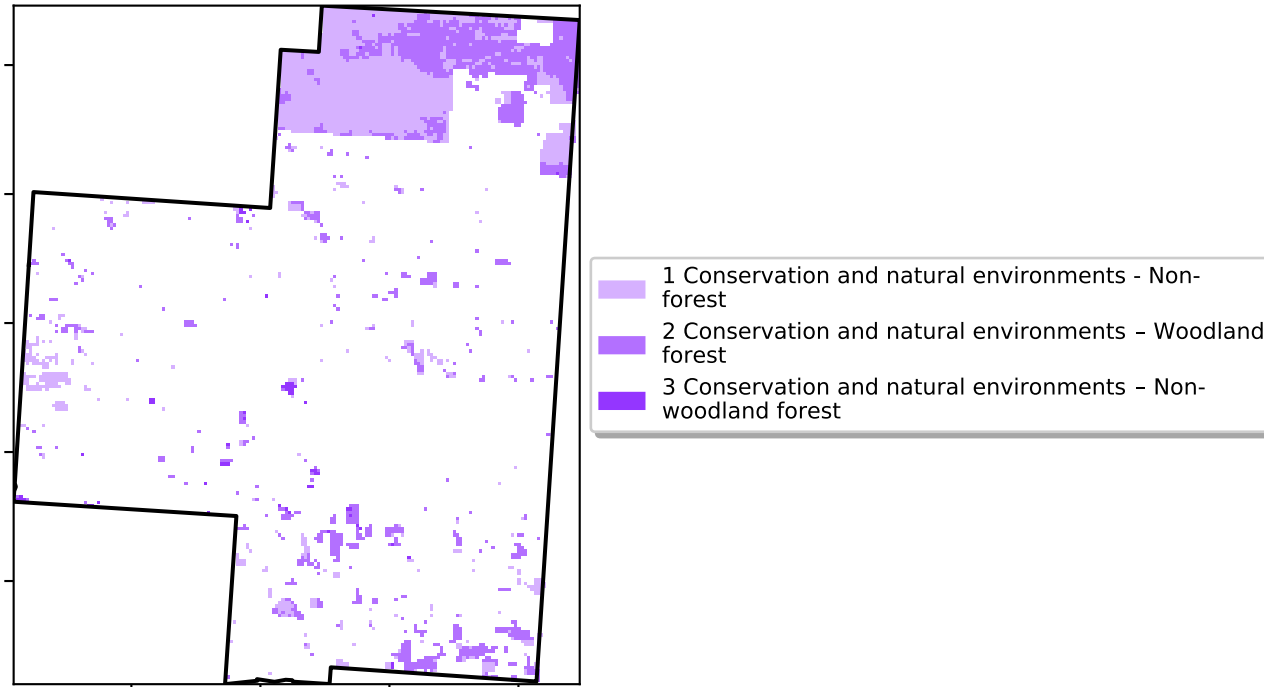 1 Conservation and natural environments - Non-
forest
2 Conservation and natural environments – Woodland
forest
3 Conservation and natural environments – Non-
woodland forest